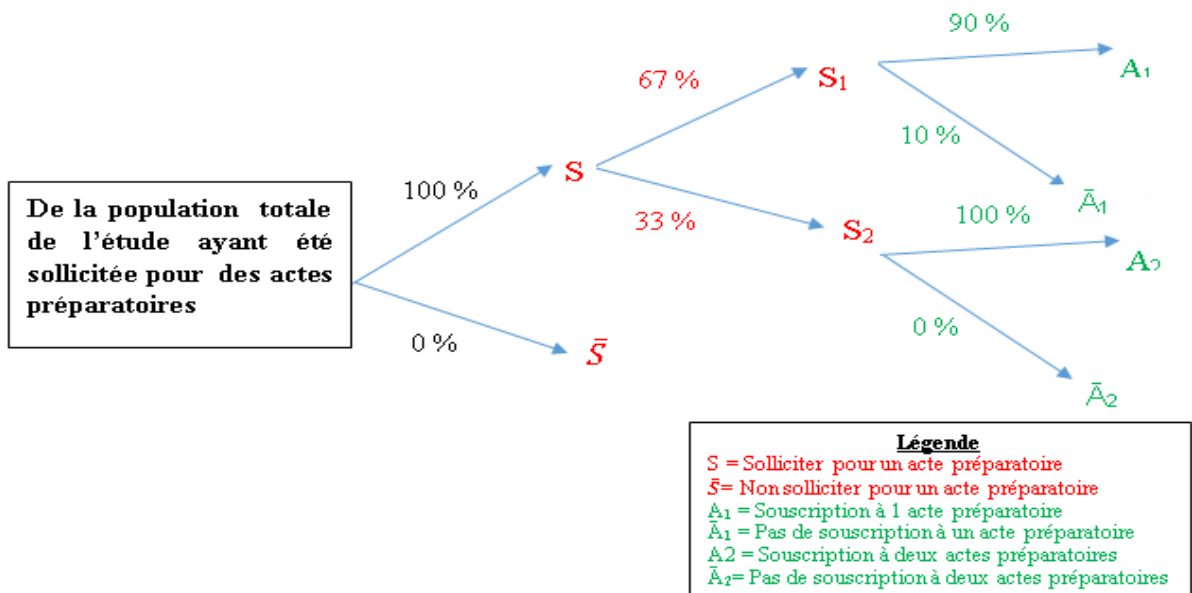 90 %
67 %
S₁
A₁
10 %
S
100 %
De la population totale
de l'étude ayant été
sollicitée pour des actes
préparatoires
Ā₁
33 %
100 %
S₂
A₂
0 %
0 %
S̄
Ā₂
Légende
S = Solliciter pour un acte préparatoire
S̄= Non solliciter pour un acte préparatoire
A₁ = Souscription à 1 acte préparatoire
Ā₁ = Pas de souscription à un acte préparatoire
A2 = Souscription à deux actes préparatoires
Ā₂= Pas de souscription à deux actes préparatoires